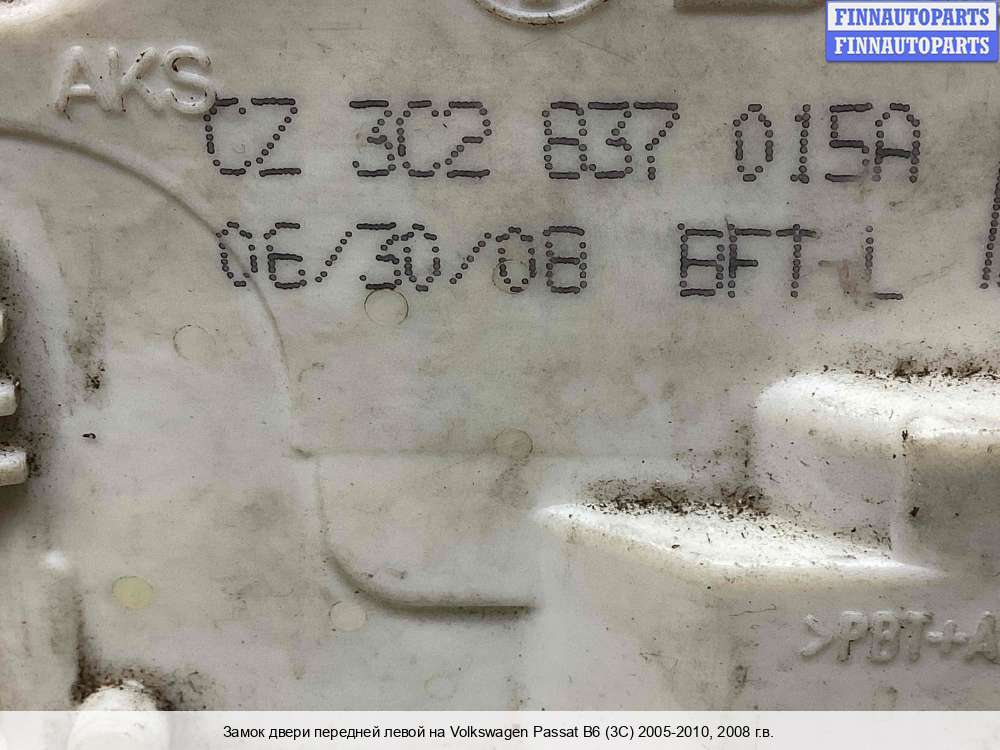 FINNAUTOPARTS
FINNAUTOPARTS
AKS
CZ 3C2 837 015A
06/30/08 BFT-L
>PBT+A
Замок двери передней левой на Volkswagen Passat B6 (3C) 2005-2010, 2008 г.в.